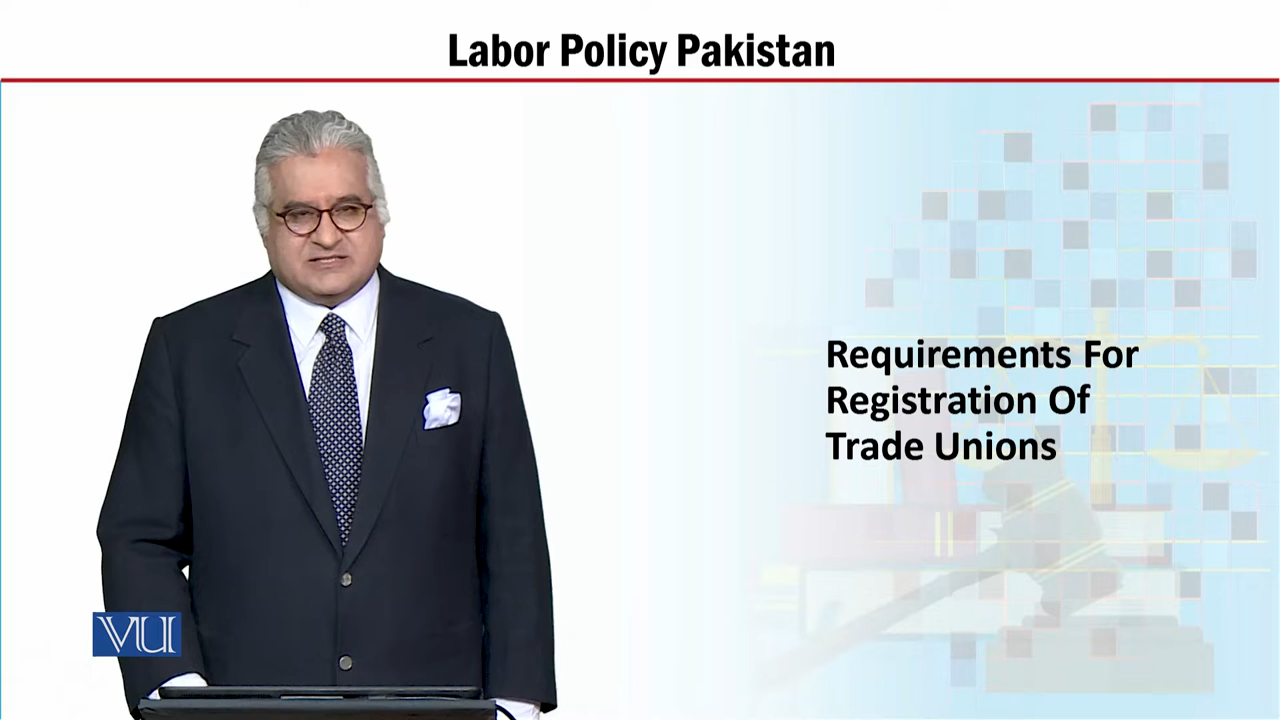 Labor Policy Pakistan
Requirements For
Registration Of
Trade Unions
VU